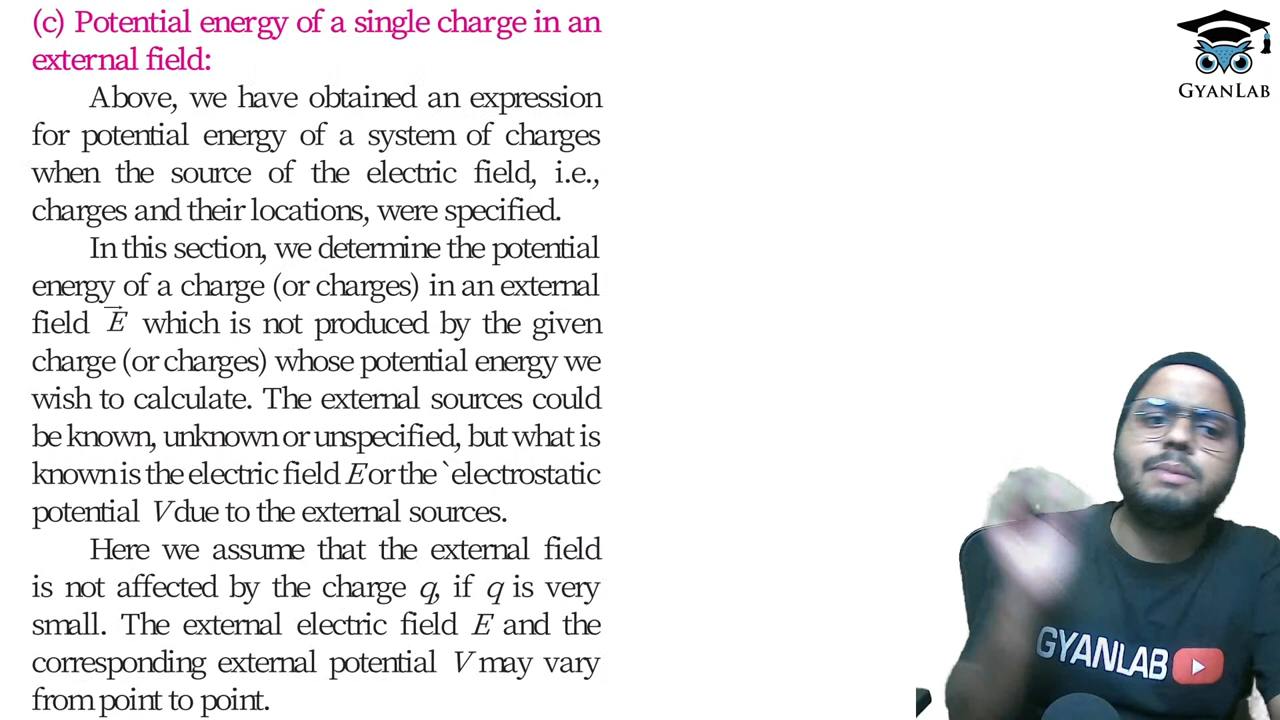 (c) Potential energy of a single charge in an
external field:
Above, we have obtained an expression
for potential energy of a system of charges
when the source of the electric field, i.e.,
charges and their locations, were specified.
In this section, we determine the potential
energy of a charge (or charges) in an external
field E⃗ which is not produced by the given
charge (or charges) whose potential energy we
wish to calculate. The external sources could
be known, unknown or unspecified, but what is
known is the electric field E or the `electrostatic
potential V due to the external sources.
Here we assume that the external field
is not affected by the charge q, if q is very
small. The external electric field E and the
corresponding external potential V may vary
from point to point.
GYANLAB
GYANLAB